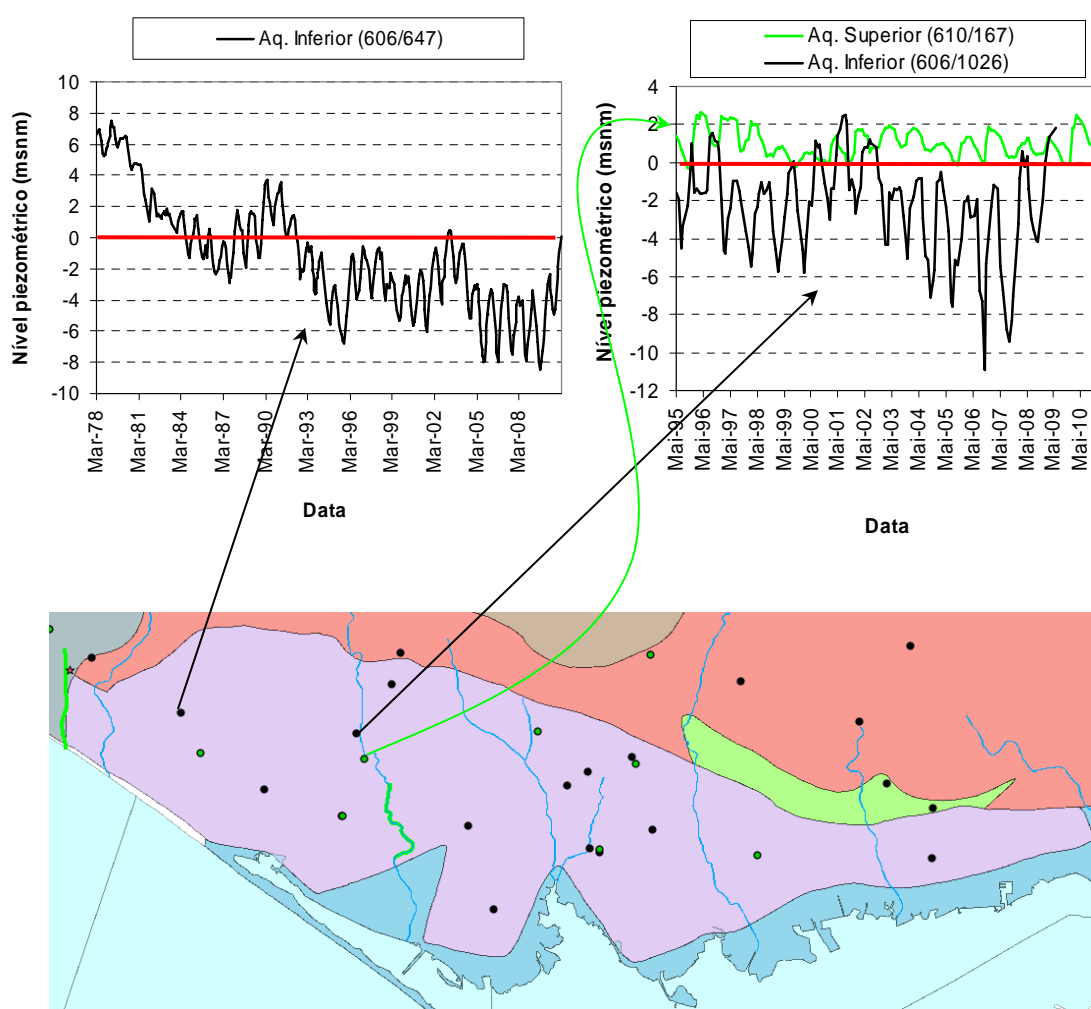 Aq. Inferior (606/647)
Nível piezométrico (msnm)
10
8
6
4
2
0
-2
-4
-6
-8
-10
Mar-78
Mar-81
Mar-84
Mar-87
Mar-90
Mar-93
Mar-96
Mar-99
Mar-02
Mar-05
Mar-08
Data
Aq. Superior (610/167)
Aq. Inferior (606/1026)
Nível piezométrico (msnm)
4
2
0
-2
-4
-6
-8
-10
-12
Mai-95
Mai-96
Mai-97
Mai-98
Mai-99
Mai-00
Mai-01
Mai-02
Mai-03
Mai-04
Mai-05
Mai-06
Mai-07
Mai-08
Mai-09
Mai-10
Data